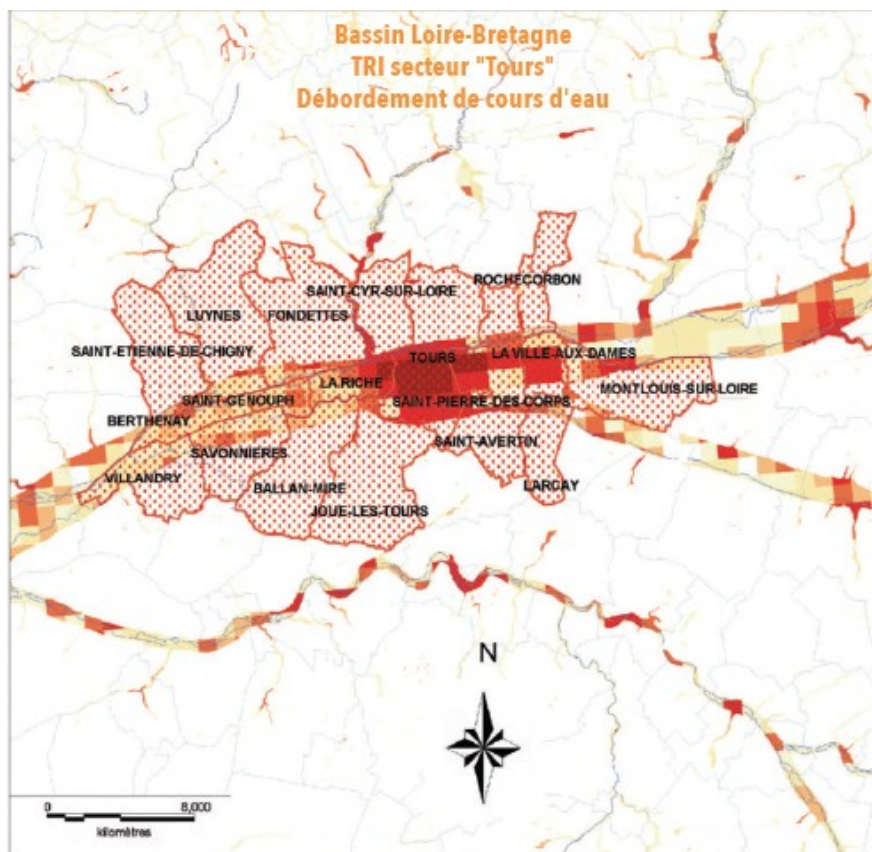 Bassin Loire-Bretagne
TRI secteur "Tours"
Débordement de cours d'eau
ROCHECORBON
SAINT-CYR-SUR-LOIRE
LUYNES
FONDETTES
SAINT-ETIENNE-DE-CHIGNY
TOURS
LA VILLE-AUX-DAMES
LA RICHE
MONTLOUIS-SUR-LOIRE
SAINT-GENOUPH
SAINT-PIERRE-DES-CORPS
BERTHENAY
SAINT-AVERTIN
SAVONNIERES
VILLANDRY
BALLAN-MIRE
LARCAY
JOUE-LES-TOURS
N
0 8,000
kilomètres